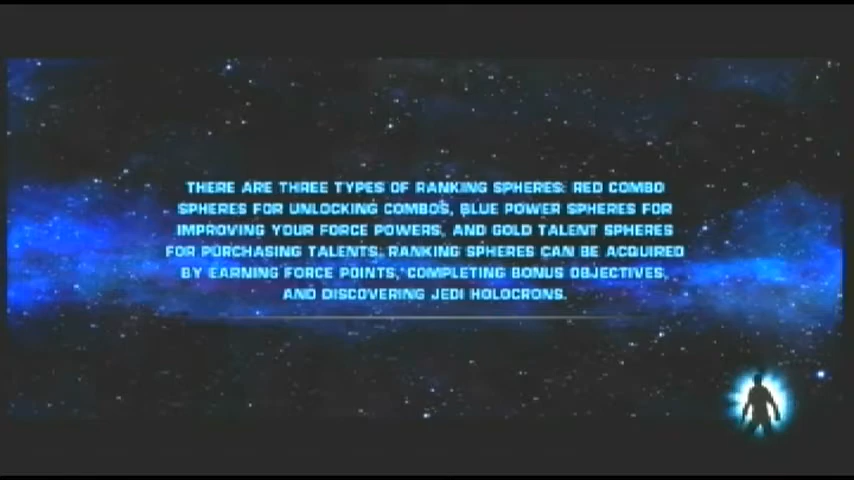 THERE ARE THREE TYPES OF RANKING SPHERES: RED COMBO
SPHERES FOR UNLOCKING COMBOS, BLUE POWER SPHERES FOR
IMPROVING YOUR FORCE POWERS, AND GOLD TALENT SPHERES
FOR PURCHASING TALENTS. RANKING SPHERES CAN BE ACQUIRED
BY EARNING FORCE POINTS, COMPLETING BONUS OBJECTIVES,
AND DISCOVERING JEDI HOLOCRONS.